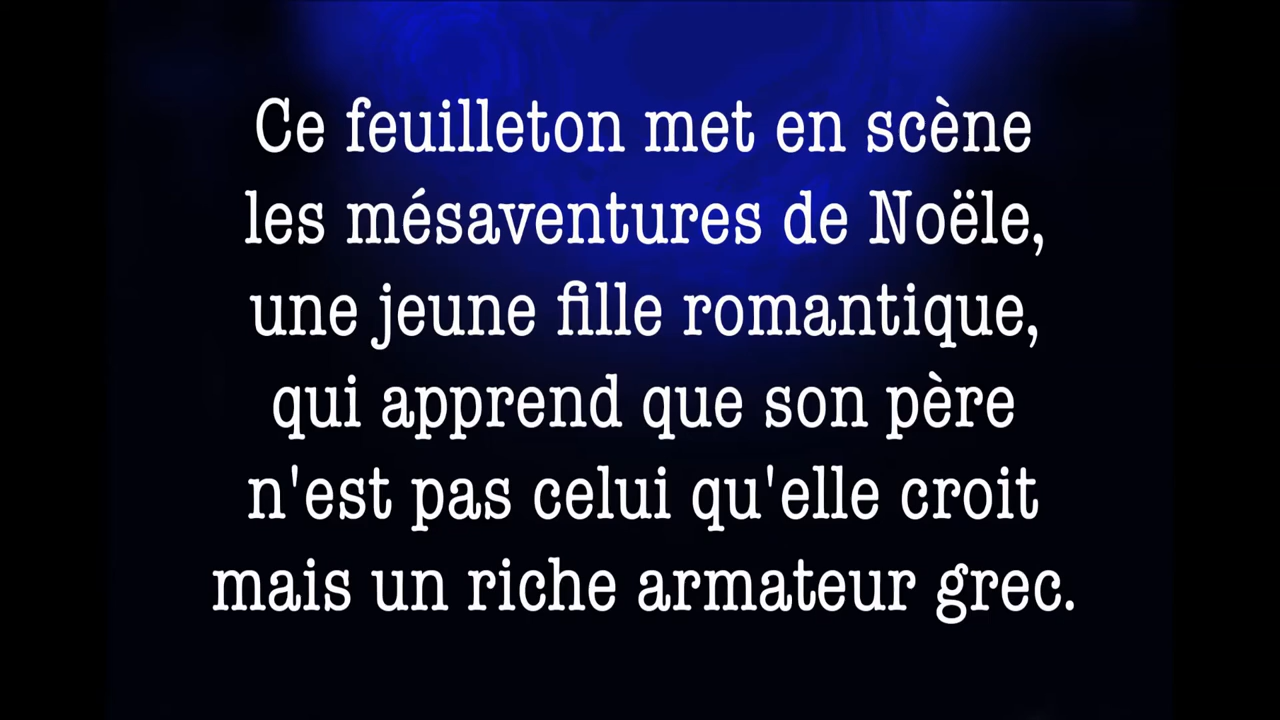 Ce feuilleton met en scène
les mésaventures de Noële,
une jeune fille romantique,
qui apprend que son père
n'est pas celui qu'elle croit
mais un riche armateur grec.